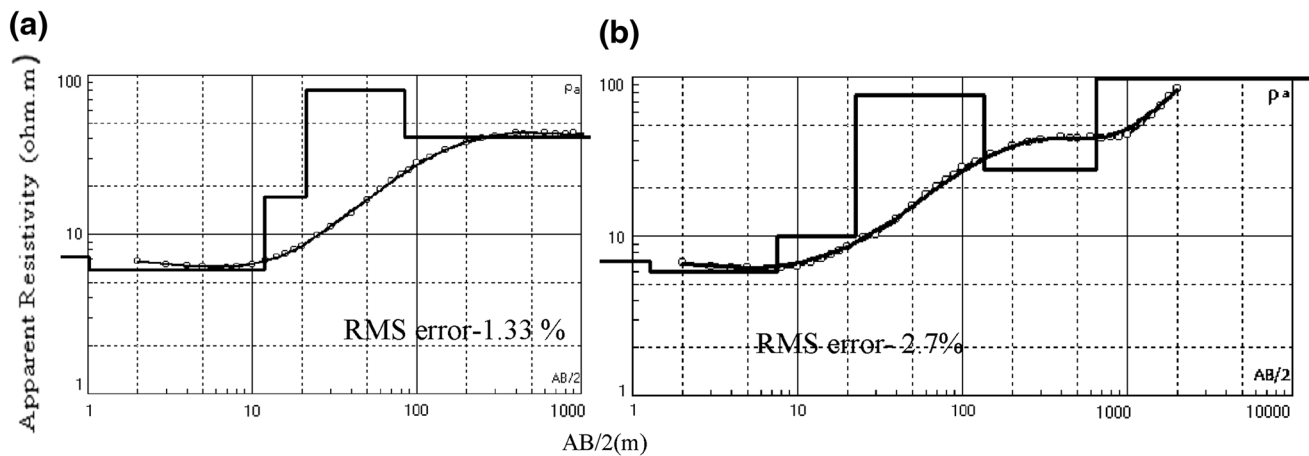 (a)
(b)
Apparent Resistivity (ohm m)
100
10
1
ρa
RMS error-1.33 %
AB/2
1 10 100 1000
100
10
1
ρa
RMS error- 2.7%
AB/2
1 10 100 1000 10000
AB/2(m)